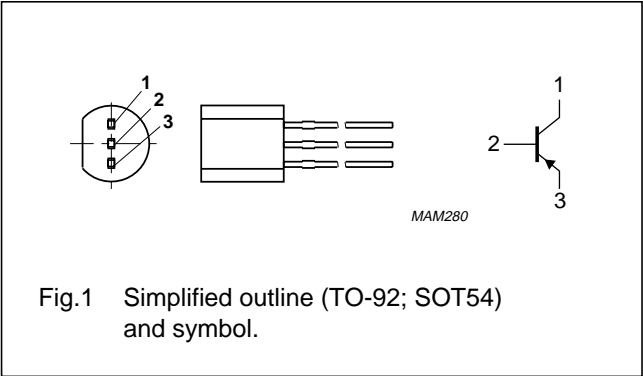 1
2
3
1
2
3
MAM280
Fig.1 Simplified outline (TO-92; SOT54)
and symbol.